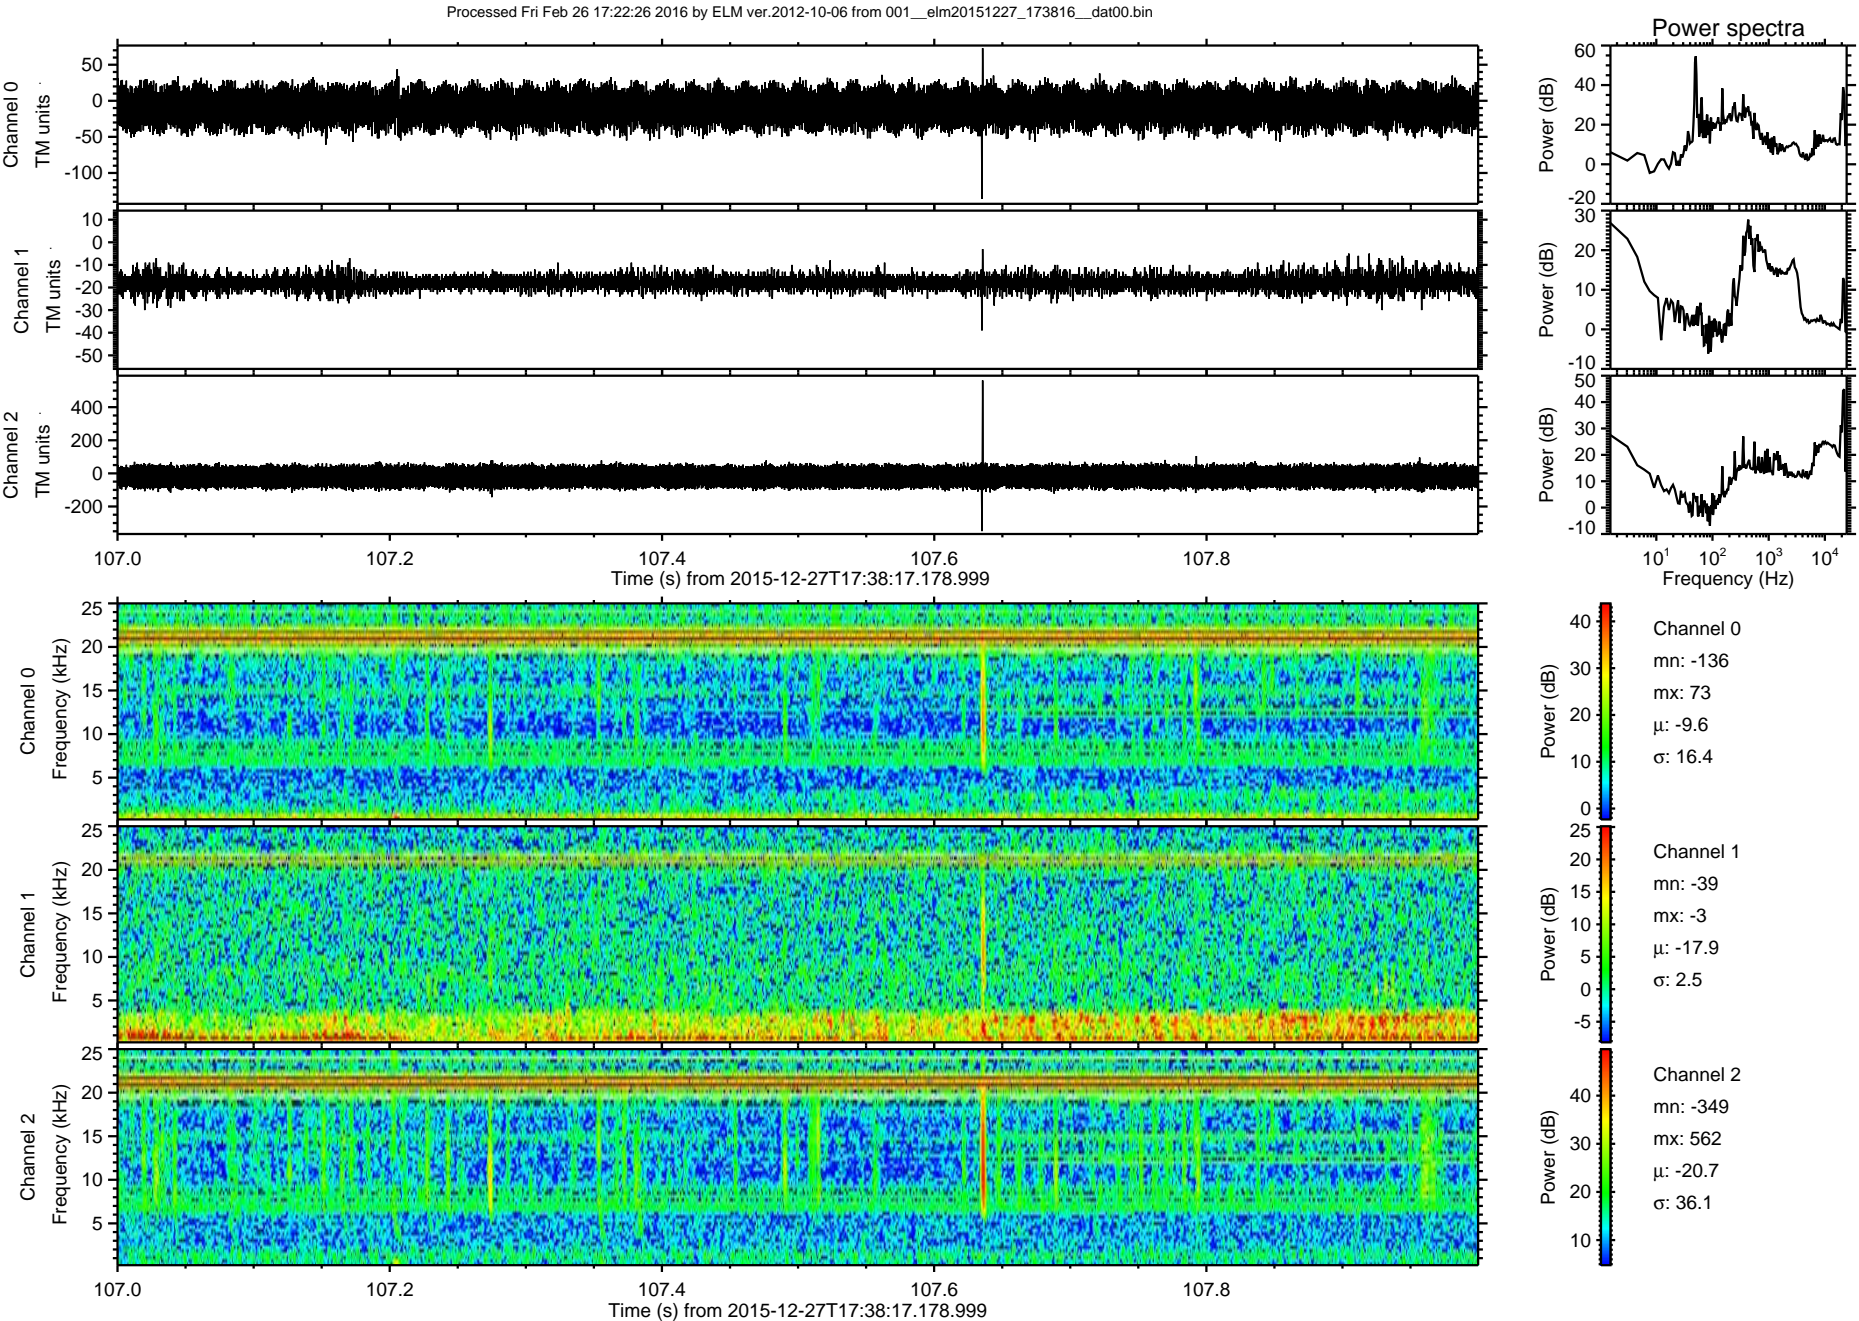 Processed Fri Feb 26 17:22:26 2016 by ELM ver.2012-10-06 from 001__elm20151227_173816__dat00.bin
Power spectra
Channel 0
TM units
50
0
-50
-100
Power (dB)
60
40
20
0
-20
Channel 1
TM units
10
0
-10
-20
-30
-40
-50
Power (dB)
30
20
10
0
-10
Channel 2
TM units
400
200
0
-200
Power (dB)
50
40
30
20
10
0
-10
107.0
107.2
107.4
107.6
107.8
Time (s) from 2015-12-27T17:38:17.178.999
10¹
10²
10³
10⁴
Frequency (Hz)
Channel 0
Frequency (kHz)
25
20
15
10
5
Power (dB)
40
30
20
10
0
Channel 0
mn: -136
mx: 73
µ: -9.6
σ: 16.4
Channel 1
Frequency (kHz)
25
20
15
10
5
Power (dB)
25
20
15
10
5
0
-5
Channel 1
mn: -39
mx: -3
µ: -17.9
σ: 2.5
Channel 2
Frequency (kHz)
25
20
15
10
5
Power (dB)
40
30
20
10
Channel 2
mn: -349
mx: 562
µ: -20.7
σ: 36.1
107.0
107.2
107.4
107.6
107.8
Time (s) from 2015-12-27T17:38:17.178.999